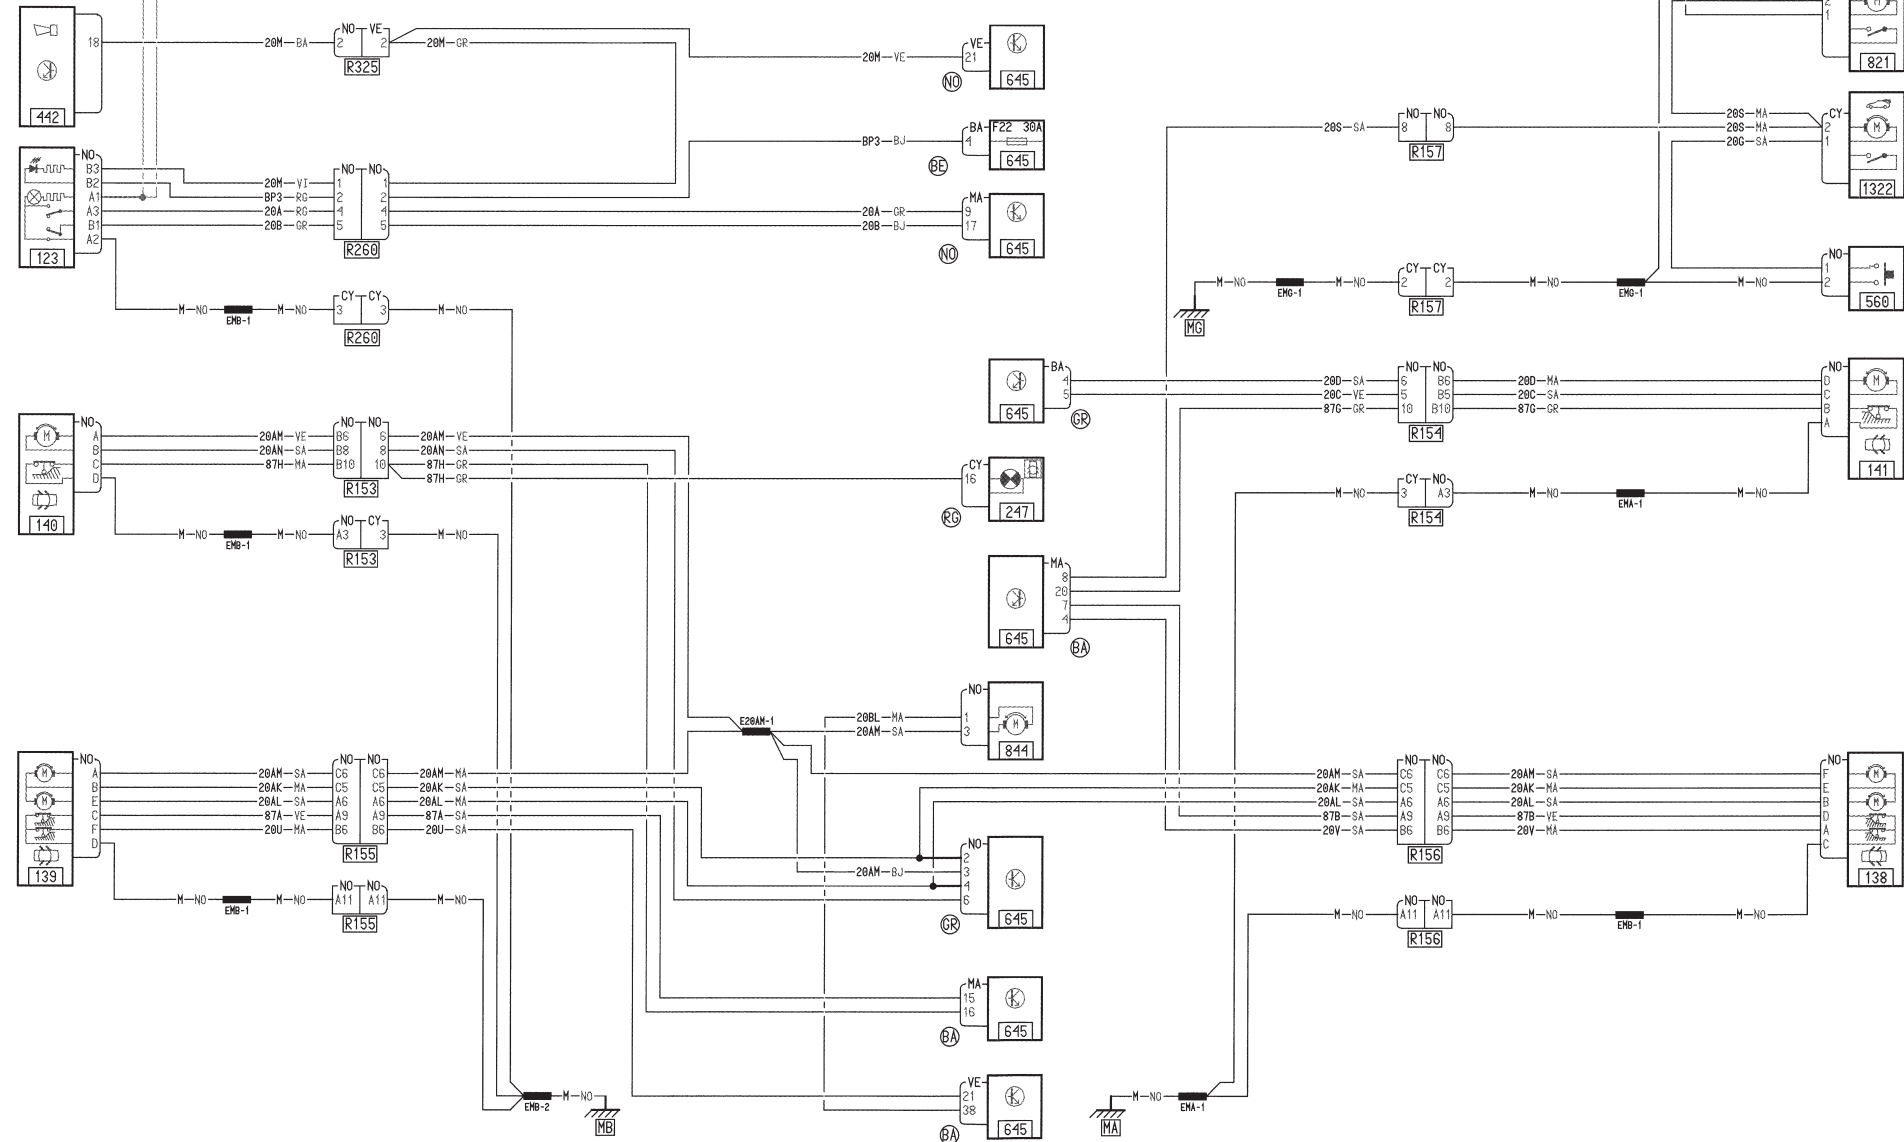 18 20M BA NO VE 2 2 20M GR 20M VE VE 21 645 NO
442 R325
821
NO B3 B2 A1 A3 B1 A2 123
20M VI 1 NO NO 1
BP3 RG 2 2
20A RG 4 4
20B GR 5 5
R260
BP3 BJ BA 4 F22 30A 645 BE
20A GR 9 MA
20B BJ 17
645 NO
M NO EMB-1 M NO CY CY 3 3 M NO
R260
20S SA NO NO 8 8 R157
20S MA CY
20S MA 2
20G SA 1
1322
MG M NO EMG-1 M NO CY CY 2 2 M NO EMG-1 M NO NO 1 2
R157 560
645 BA 4 5 GR
20D SA 6 NO NO B6 20D MA NO D
20C VE 5 B5 20C SA C
87G GR 10 B10 87G GR B
A
R154 141
M NO CY NO 3 A3 M NO EMA-1 M NO
R154
NO
A 20AM VE B6 NO NO 6 20AM VE
B 20AN SA B8 8 20AN SA
C 87H MA B10 10 87H GR
D 87H GR CY 16 247 RG
140 R153
M NO EMB-1 M NO NO CY A3 3 M NO
R153
MA 8 20 7 4 645 BA
NO
E20AM-1 20BL MA 1
20AM SA 3
844
NO
A 20AM SA C6 NO NO C6 20AM MA
B 20AK MA C5 C5 20AK SA
E 20AL SA A6 A6 20AL MA
C 87A VE A9 A9 87A SA
F 20U MA B6 B6 20U SA
D
139 R155
20AM SA C6 NO NO C6 20AM SA NO F
20AK MA C5 C5 20AK MA E
20AL SA A6 A6 20AL SA B
87B SA A9 A9 87B VE D
20V SA B6 B6 20V MA A
C
R156 138
NO 2 20AM BJ 3 4 6 645 GR
M NO EMB-1 M NO NO NO A11 A11 M NO
R155
M NO NO NO A11 A11 M NO EMB-1 M NO
R156
MA 15 16 645 BA
VE 21 38 645 BA
EMB-2 M NO MB
MA M NO EMA-1